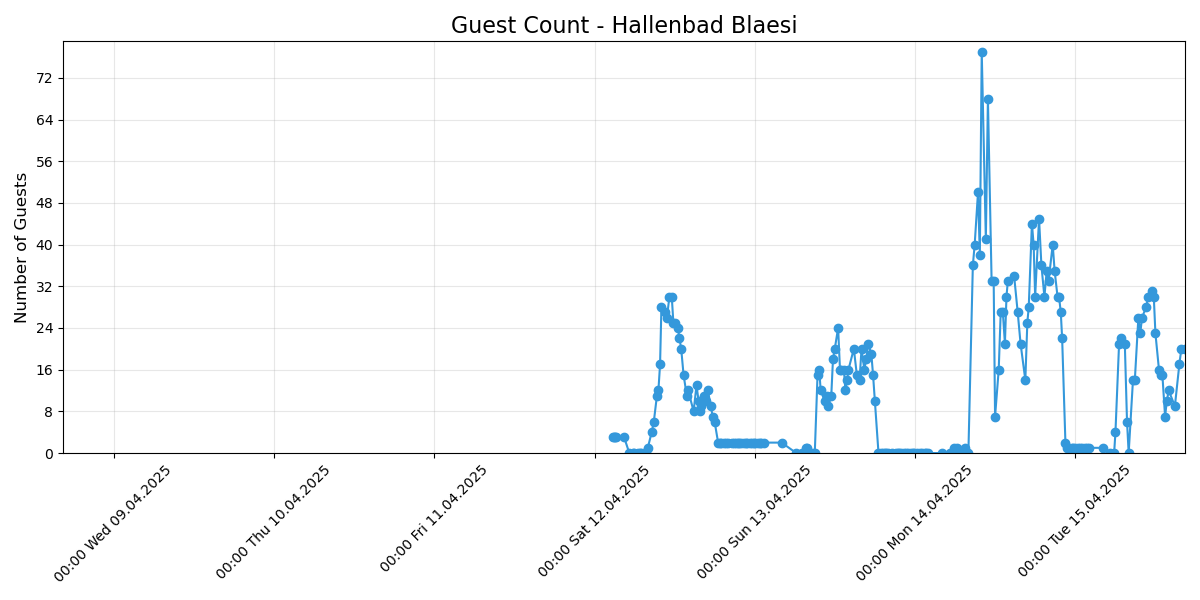 Guest Count - Hallenbad Blaesi
Number of Guests
72
64
56
48
40
32
24
16
8
0
00:00 Wed 09.04.2025
00:00 Thu 10.04.2025
00:00 Fri 11.04.2025
00:00 Sat 12.04.2025
00:00 Sun 13.04.2025
00:00 Mon 14.04.2025
00:00 Tue 15.04.2025